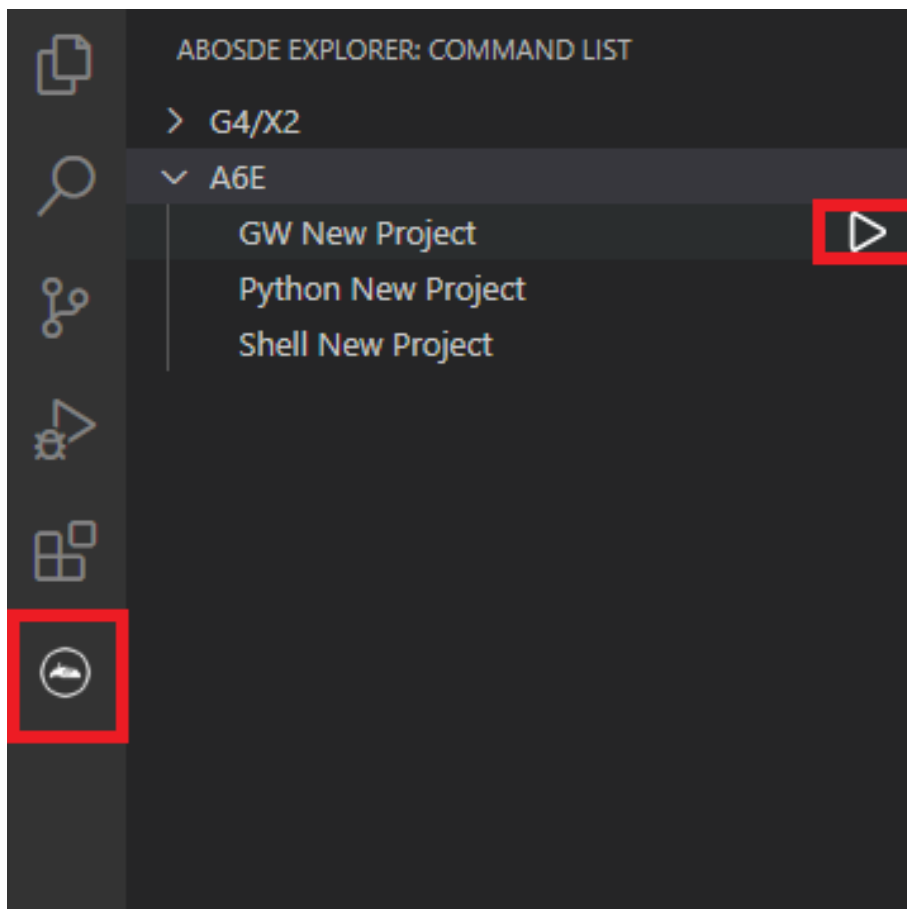 ABOSDE EXPLORER: COMMAND LIST
G4/X2
A6E
GW New Project
Python New Project
Shell New Project